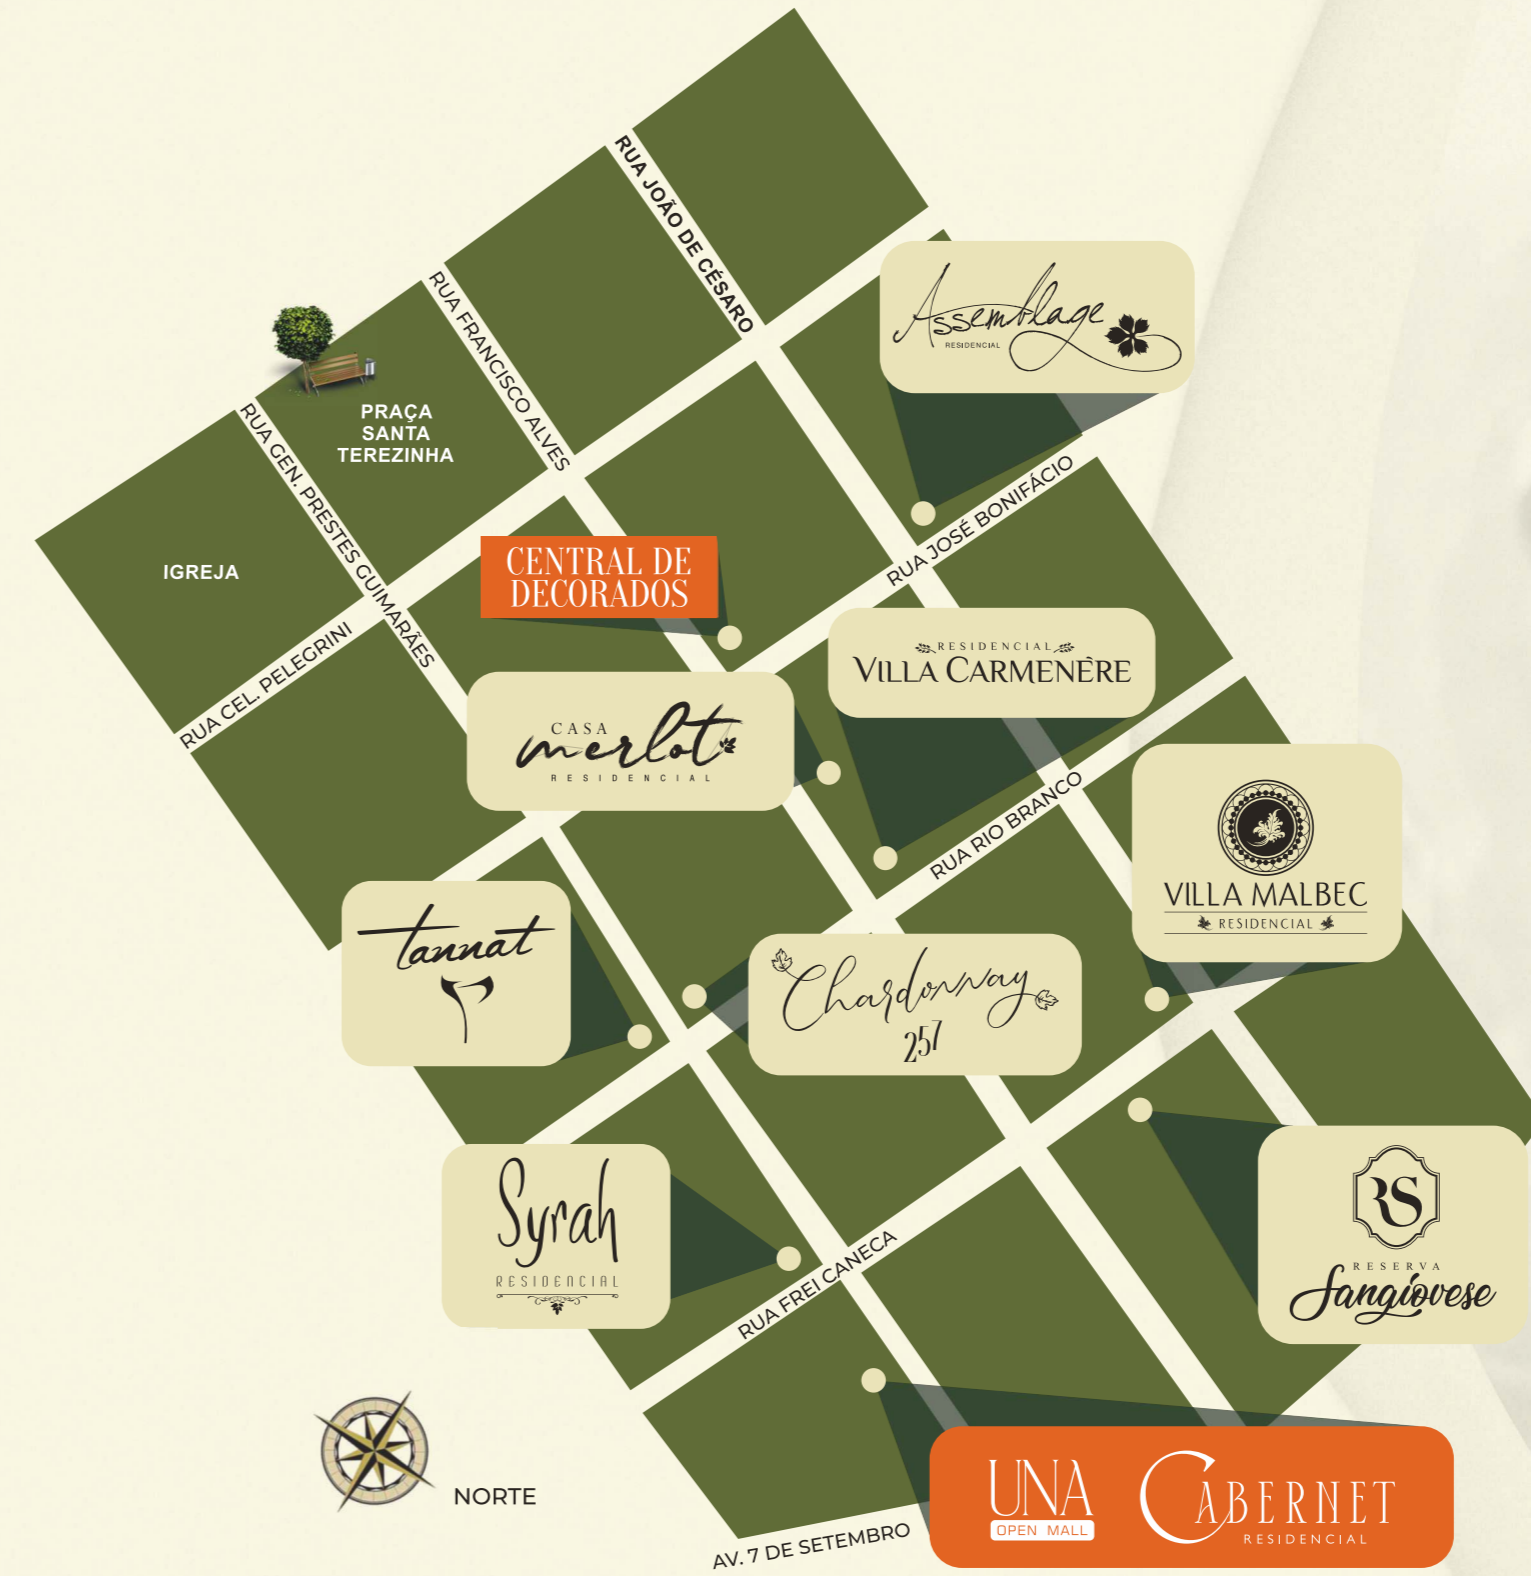 RUA JOÃO DE CÉSARO
RUA FRANCISCO ALVES
Assemblage
RESIDENCIAL
RUA GEN. PRESTES GUIMARÃES
PRAÇA
SANTA
TEREZINHA
RUA JOSÉ BONIFÁCIO
IGREJA
CENTRAL DE
DECORADOS
RUA CEL. PELEGRINI
RESIDENCIAL
VILLA CARMENÈRE
CASA
merlot
RESIDENCIAL
RUA RIO BRANCO
VILLA MALBEC
RESIDENCIAL
Tannat
Chardonnay
257
Syrah
RESIDENCIAL
RS
RESERVA
Sangiovese
RUA FREI CANECA
NORTE
UNA
OPEN MALL
CABERNET
RESIDENCIAL
AV. 7 DE SETEMBRO